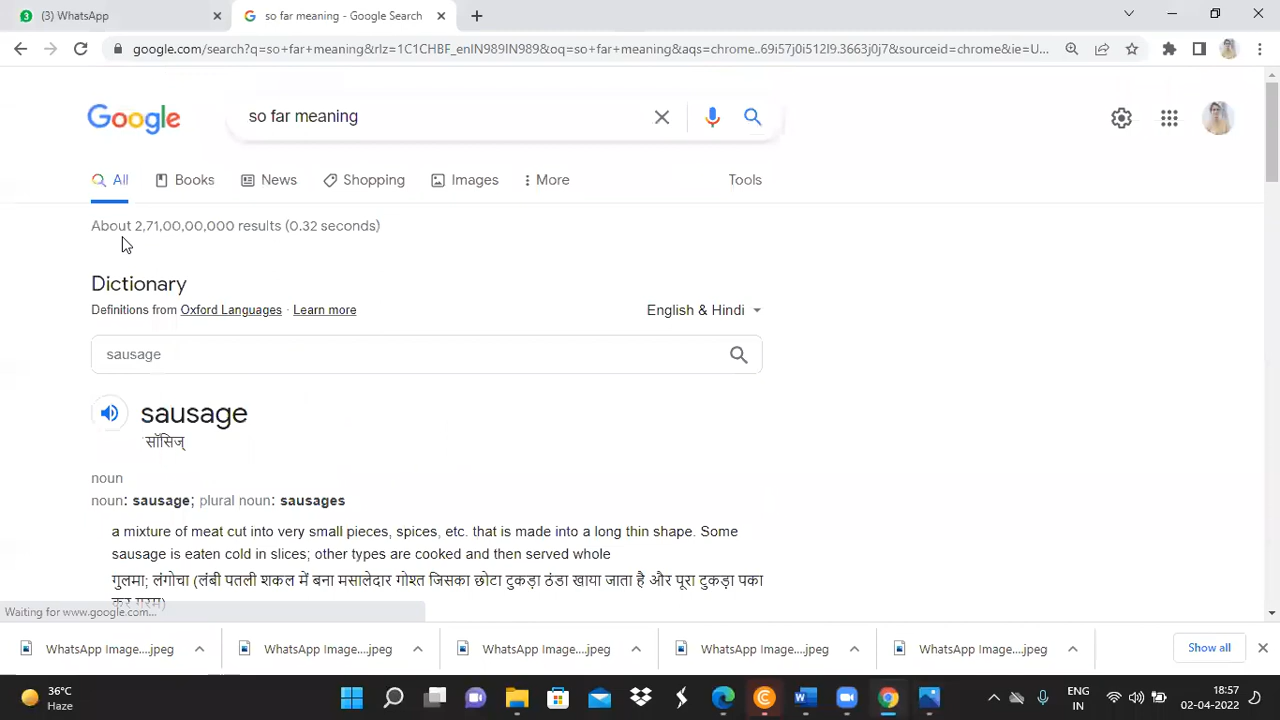 (3) WhatsApp
so far meaning - Google Search
google.com/search?q=so+far+meaning&rlz=1C1CHBF_enIN989IN989&oq=so+far+meaning&aqs=chrome..69i57j0i512l9.3663j0j7&sourceid=chrome&ie=U...
Google
so far meaning
All
Books
News
Shopping
Images
More
Tools
About 2,71,00,00,000 results (0.32 seconds)
Dictionary
Definitions from Oxford Languages · Learn more
English & Hindi
sausage
sausage
सॉसिज्
noun
noun: sausage; plural noun: sausages
a mixture of meat cut into very small pieces, spices, etc. that is made into a long thin shape. Some
sausage is eaten cold in slices; other types are cooked and then served whole
गुलमा; लंगोचा (लंबी पतली शकल में बना मसालेदार गोश्त जिसका छोटा टुकड़ा ठंडा खाया जाता है और पूरा टुकड़ा पका
कर गरम)
Waiting for www.google.com...
WhatsApp Image....jpeg
WhatsApp Image....jpeg
WhatsApp Image....jpeg
WhatsApp Image....jpeg
WhatsApp Image....jpeg
Show all
36°C
Haze
ENG
IN
18:57
02-04-2022